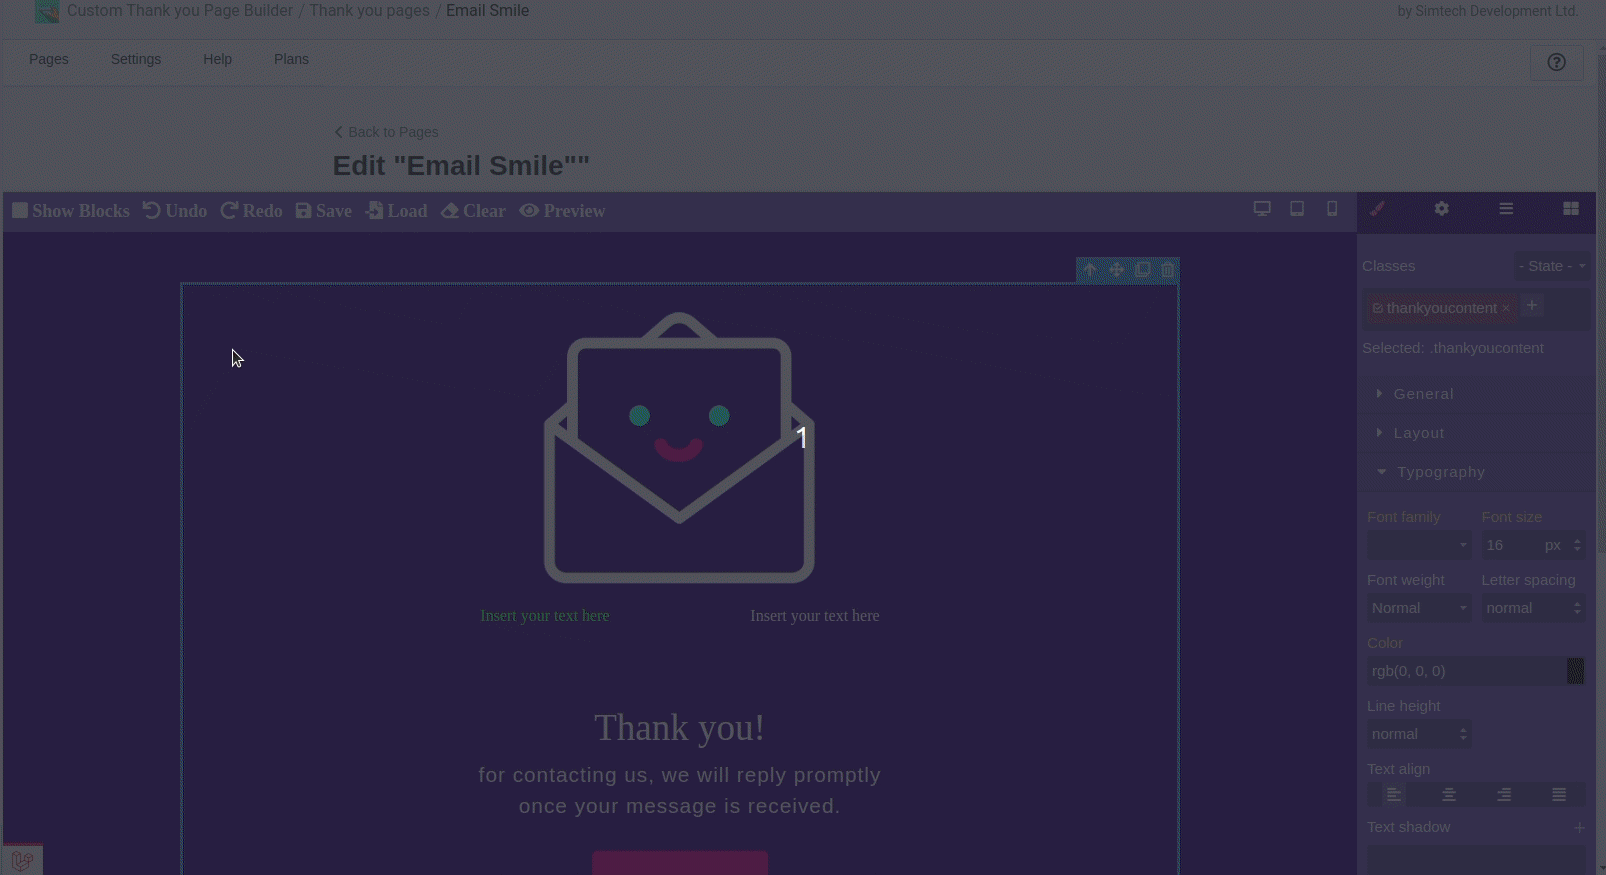 Custom Thank you Page Builder / Thank you pages / Email Smile
by Simtech Development Ltd.
Pages Settings Help Plans
Back to Pages
Edit "Email Smile""
Show Blocks Undo Redo Save Load Clear Preview
Classes - State -
thankyoucontent × +
Selected: .thankyoucontent
General
Layout
Typography
Font family Font size
16 px
Font weight Letter spacing
Normal normal
Color
rgb(0, 0, 0)
Line height
normal
Text align
Text shadow +
1
Insert your text here Insert your text here
Thank you!
for contacting us, we will reply promptly
once your message is received.